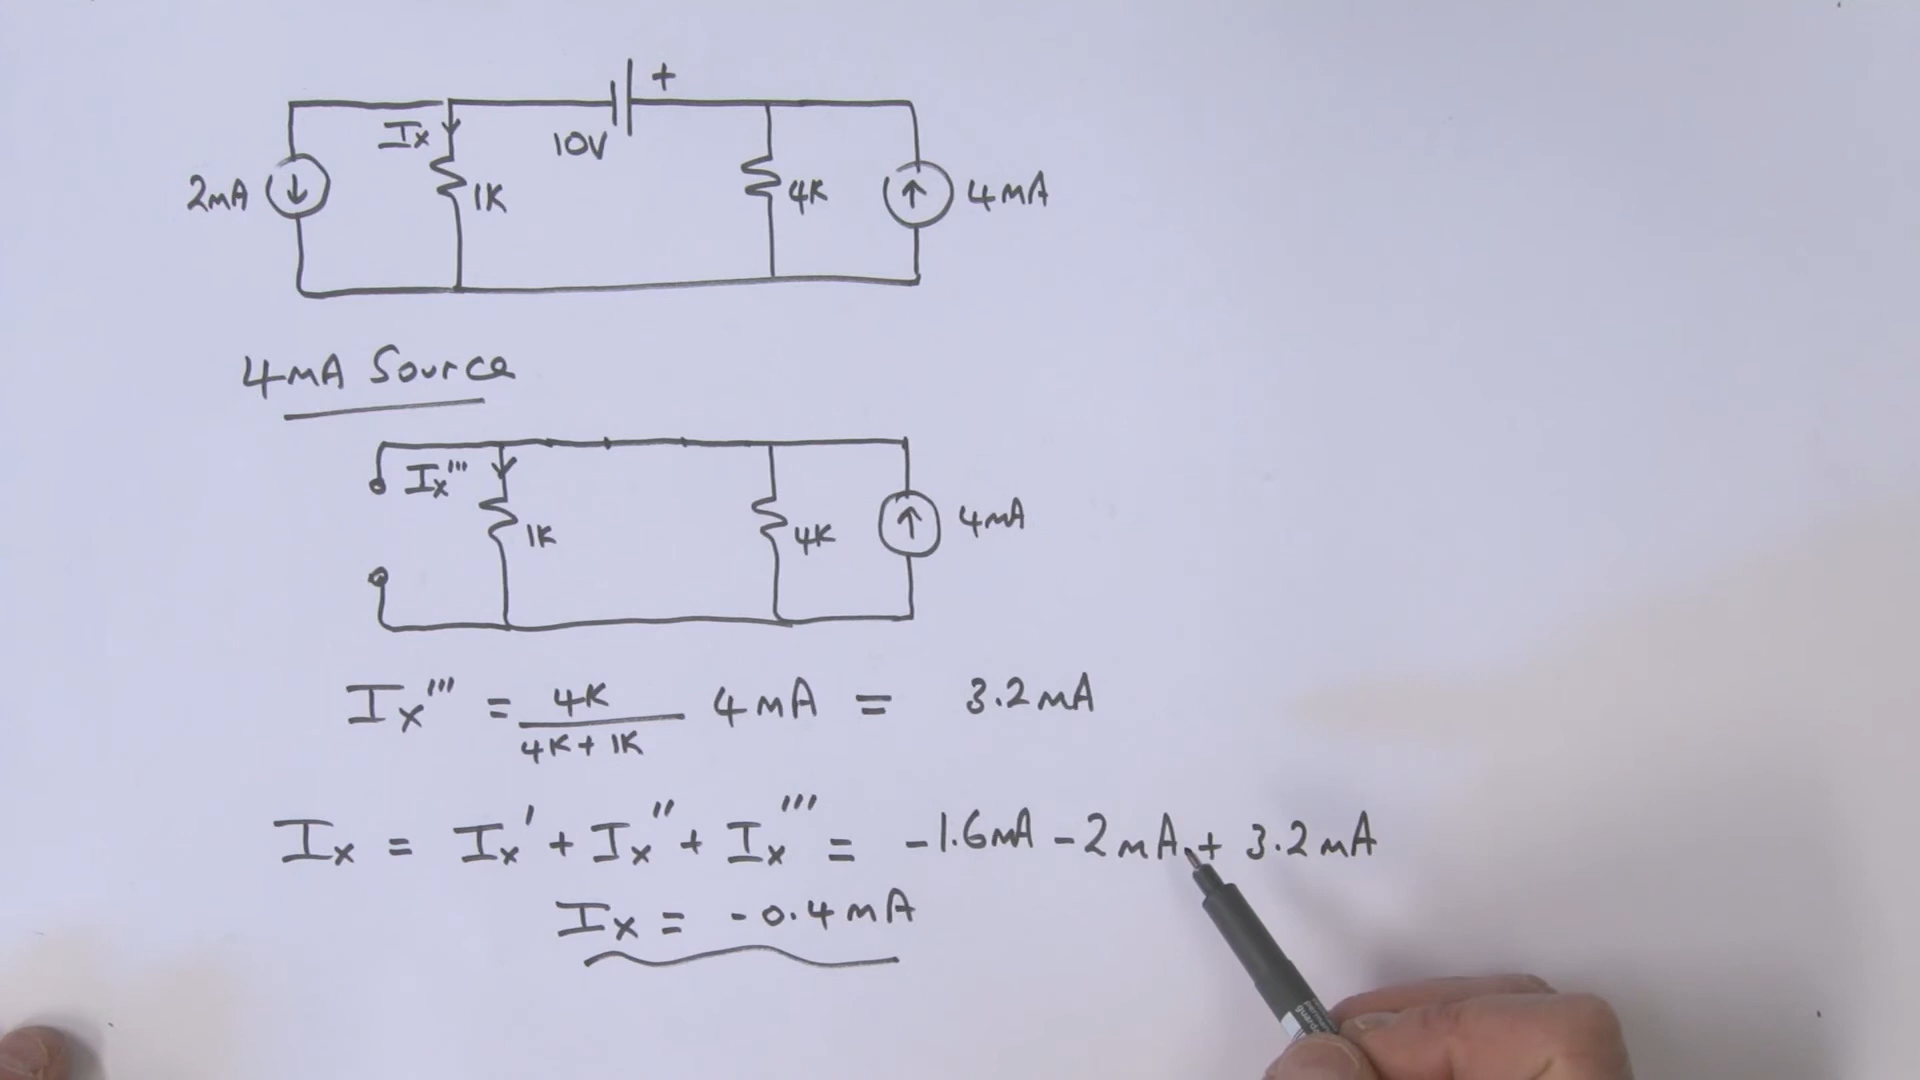 +
Ix
10V
2mA
1K
4K
4mA
4mA Source
Ix'''
1K
4K
4mA
Ix''' = 4K / 4K + 1K 4mA = 3.2mA
Ix = Ix' + Ix'' + Ix''' = -1.6mA - 2mA + 3.2mA
Ix = -0.4mA